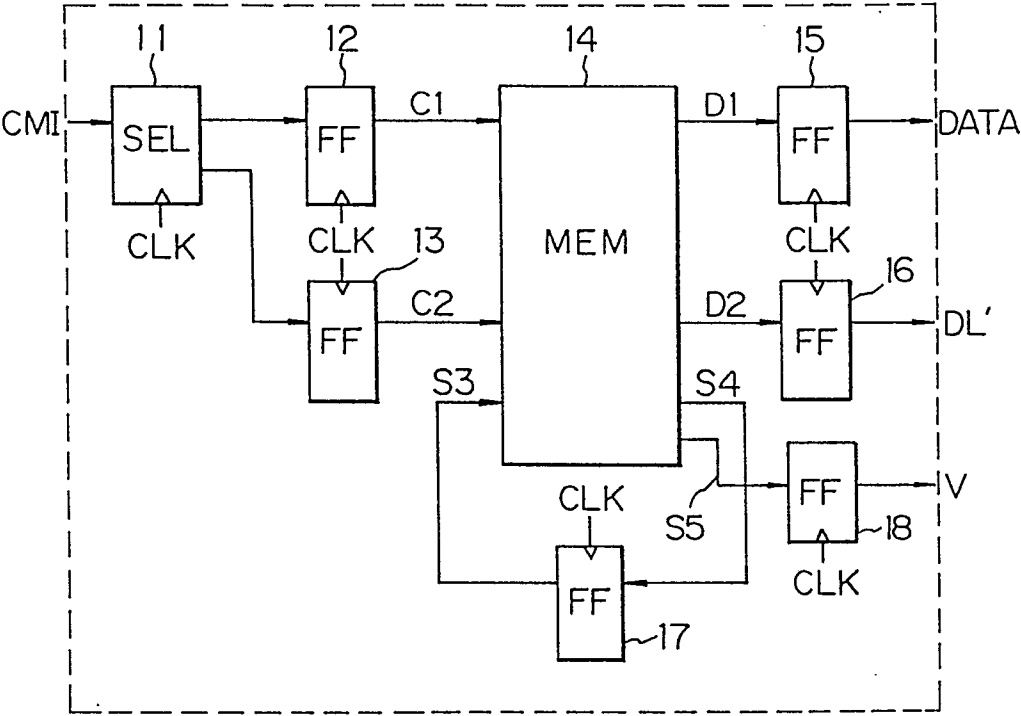 11
12
14
15
CMI
SEL
FF
C1
MEM
D1
FF
DATA
CLK
CLK
13
CLK
16
FF
C2
D2
FF
DL'
S3
S4
CLK
S5
FF
V
18
FF
CLK
17